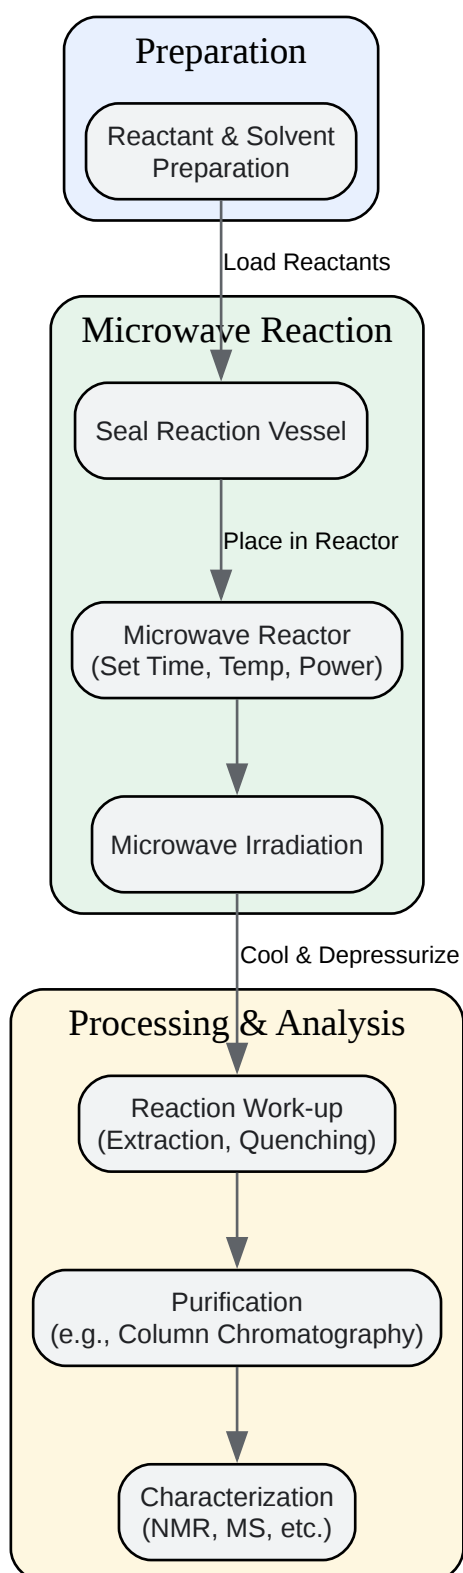 Preparation
Reactant & Solvent
Preparation
Load Reactants
Microwave Reaction
Seal Reaction Vessel
Place in Reactor
Microwave Reactor
(Set Time, Temp, Power)
Microwave Irradiation
Cool & Depressurize
Processing & Analysis
Reaction Work-up
(Extraction, Quenching)
Purification
(e.g., Column Chromatography)
Characterization
(NMR, MS, etc.)